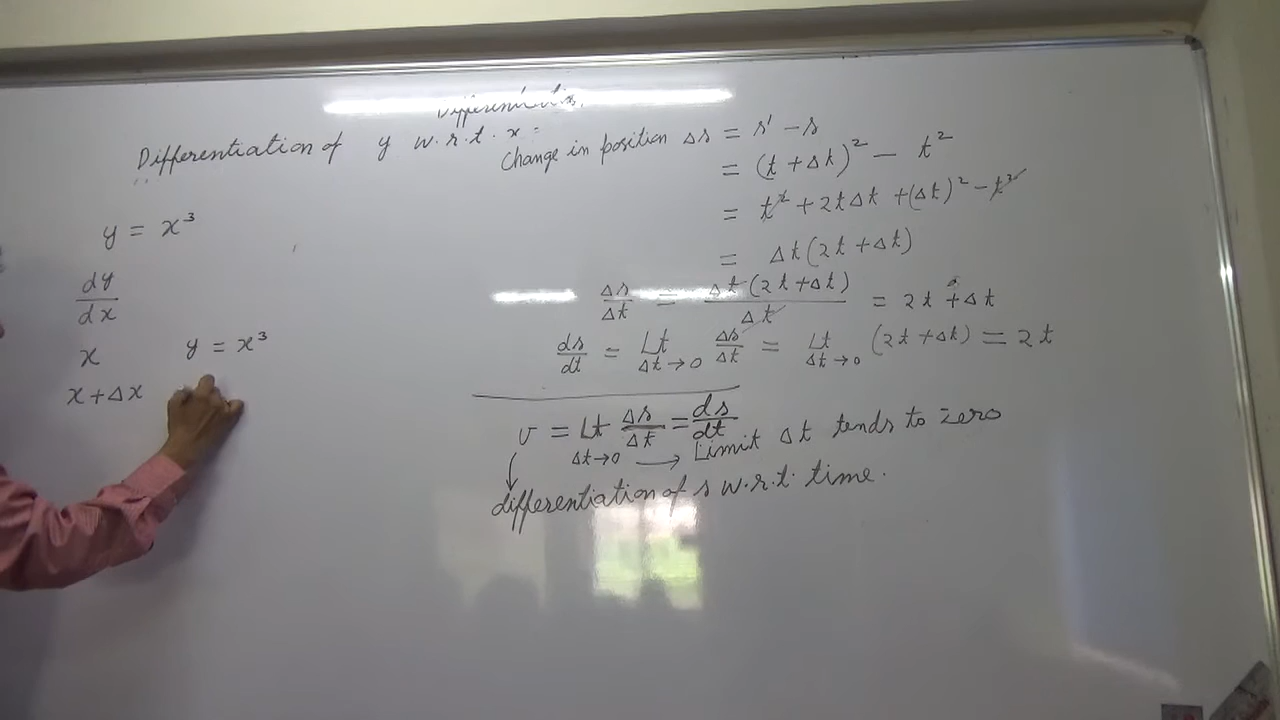 Differentiation
Differentiation of y w.r.t. x =
y = x³
dy/dx
x y = x³
x + Δx
Change in position Δs = s' - s
= (t + Δt)² - t²
= t² + 2tΔt + (Δt)² - t²
= Δt(2t + Δt)
Δs/Δt = Δt(2t + Δt)/Δt = 2t + Δt
ds/dt = Lt Δt→0 Δs/Δt = Lt Δt→0 (2t + Δt) = 2t
v = Lt Δt→0 Δs/Δt = ds/dt
→ Limit Δt tends to zero
differentiation of s w.r.t. time.